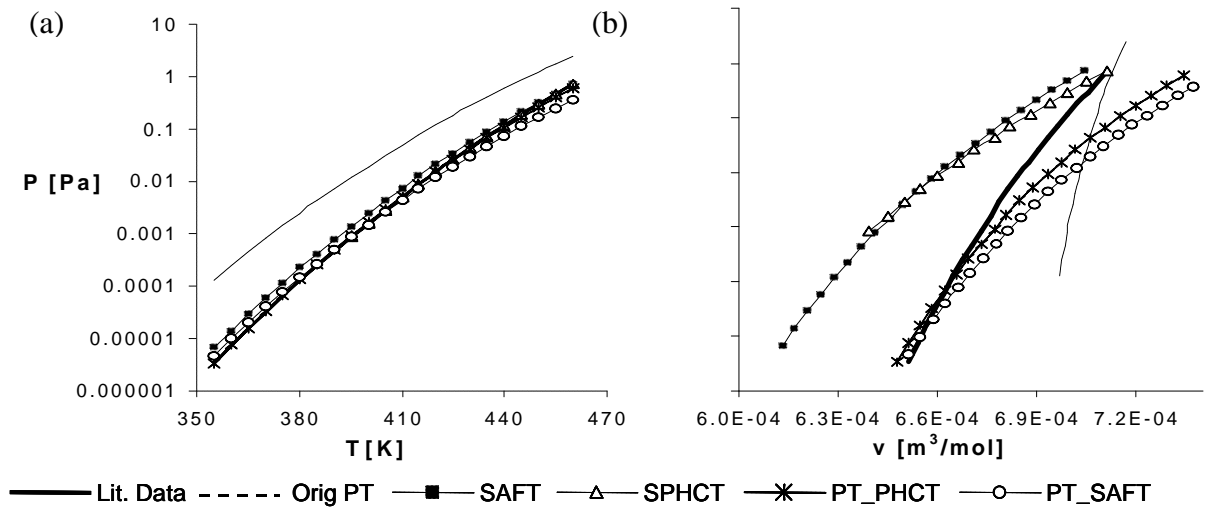 (a)
(b)
P [Pa]
10
1
0.1
0.01
0.001
0.0001
0.00001
0.000001
350
380
410
440
470
T [K]
6.0E-04
6.3E-04
6.6E-04
6.9E-04
7.2E-04
v [m³/mol]
Lit. Data
Orig PT
SAFT
SPHCT
PT_PHCT
PT_SAFT